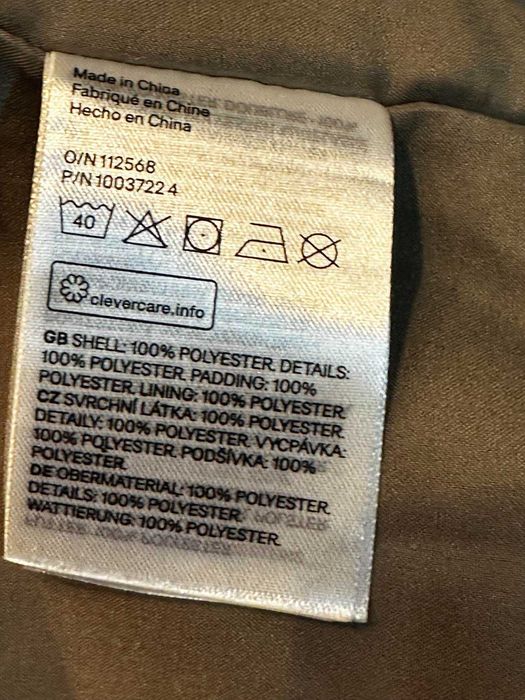 Made in China
Fabriqué en Chine
Hecho en China
O/N 112568
P/N 1003722 4
40
clevercare.info
GB SHELL: 100% POLYESTER. DETAILS:
100% POLYESTER. PADDING: 100%
POLYESTER. LINING: 100% POLYESTER.
CZ SVRCHNÍ LÁTKA: 100% POLYESTER.
DETAILY: 100% POLYESTER. VYCPÁVKA:
100% POLYESTER. PODŠÍVKA: 100%
POLYESTER.
DE OBERMATERIAL: 100% POLYESTER.
DETAILS: 100% POLYESTER.
WATTIERUNG: 100% POLYESTER.